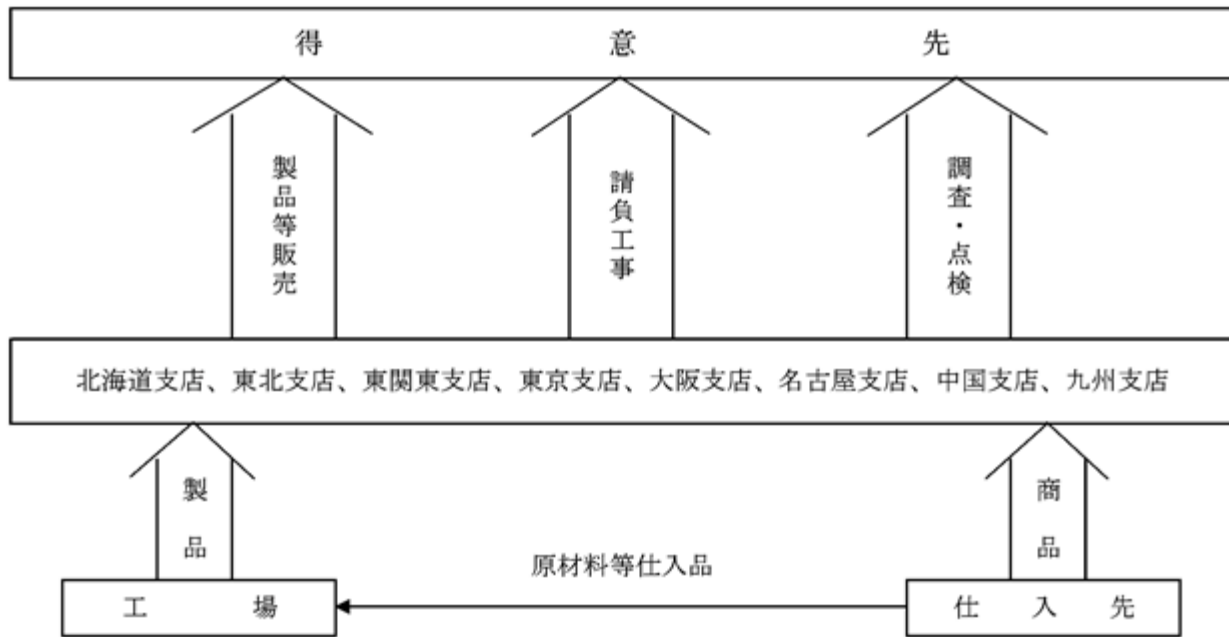 得意先
製品等販売
請負工事
調査・点検
北海道支店、東北支店、東関東支店、東京支店、大阪支店、名古屋支店、中国支店、九州支店
製品
商品
原材料等仕入品
工場
仕入先